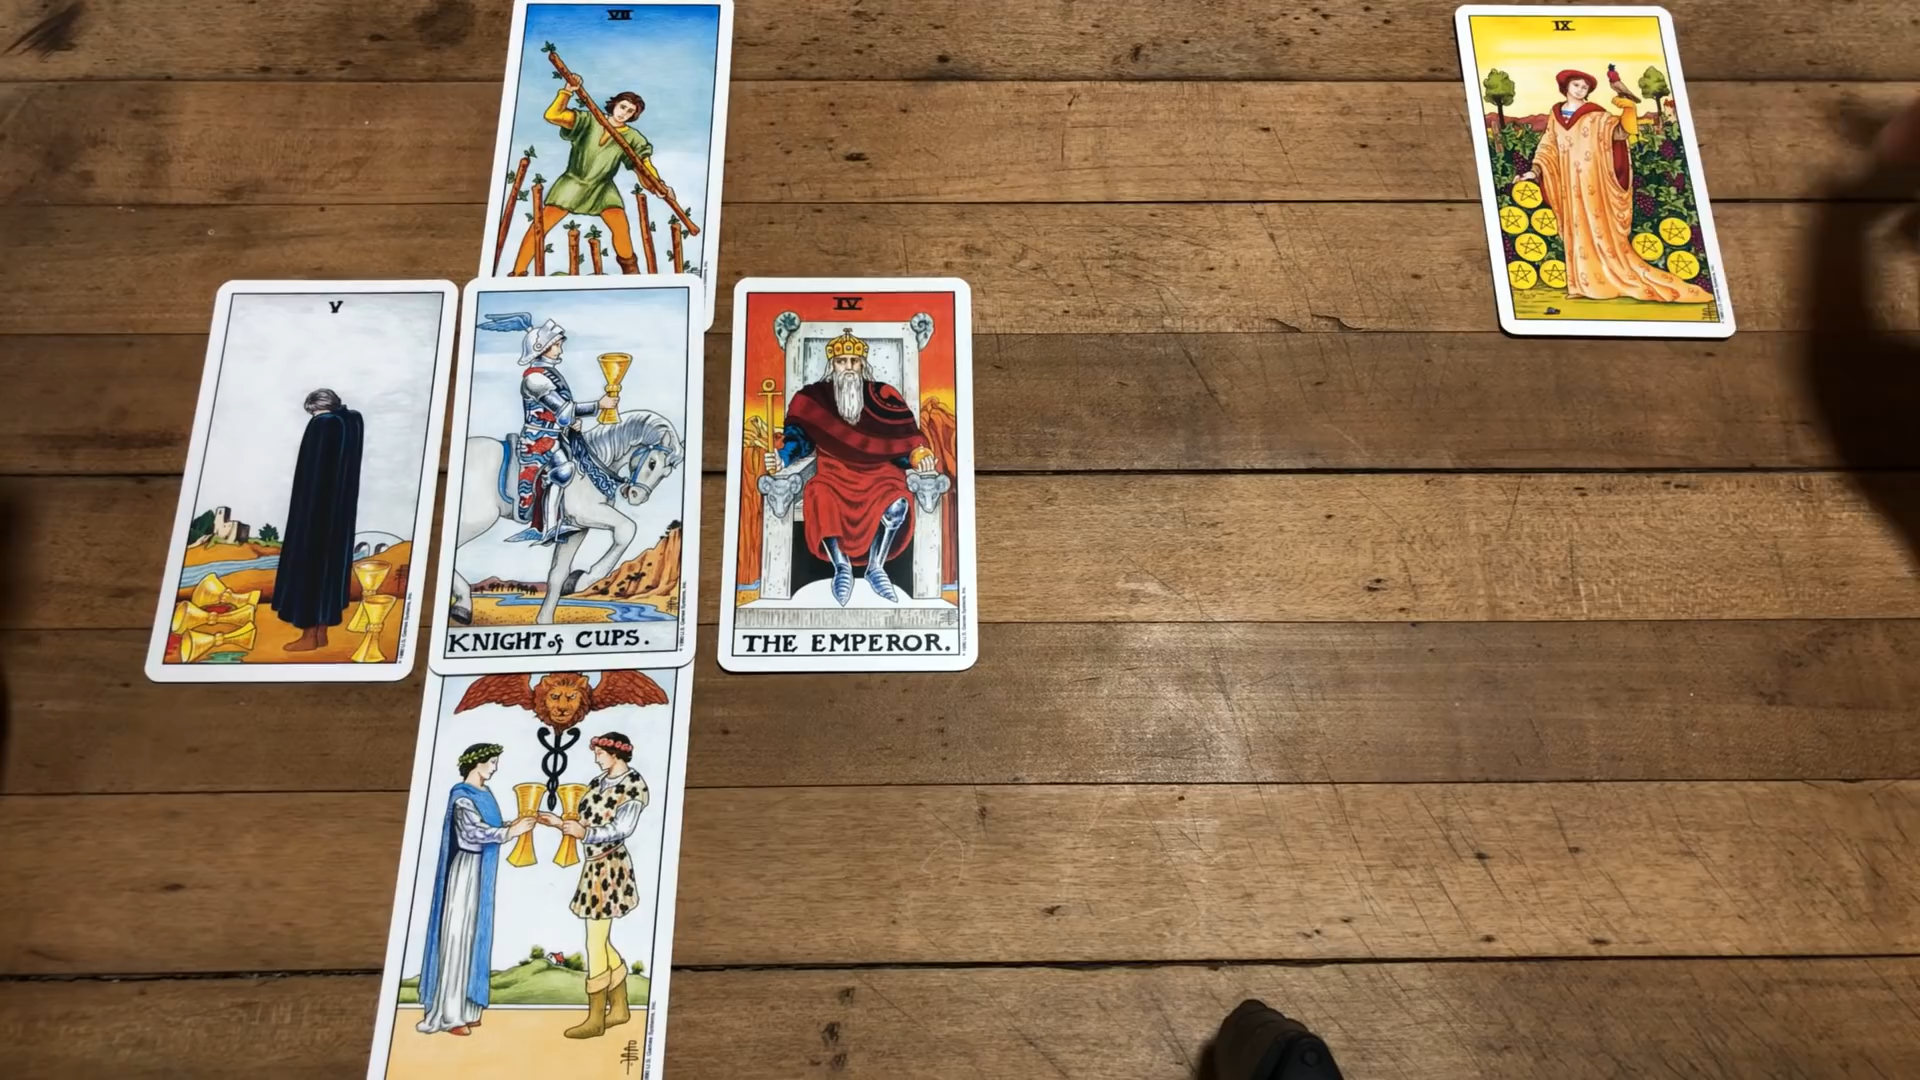 VII
IX
V
IV
KNIGHT of CUPS.
THE EMPEROR.